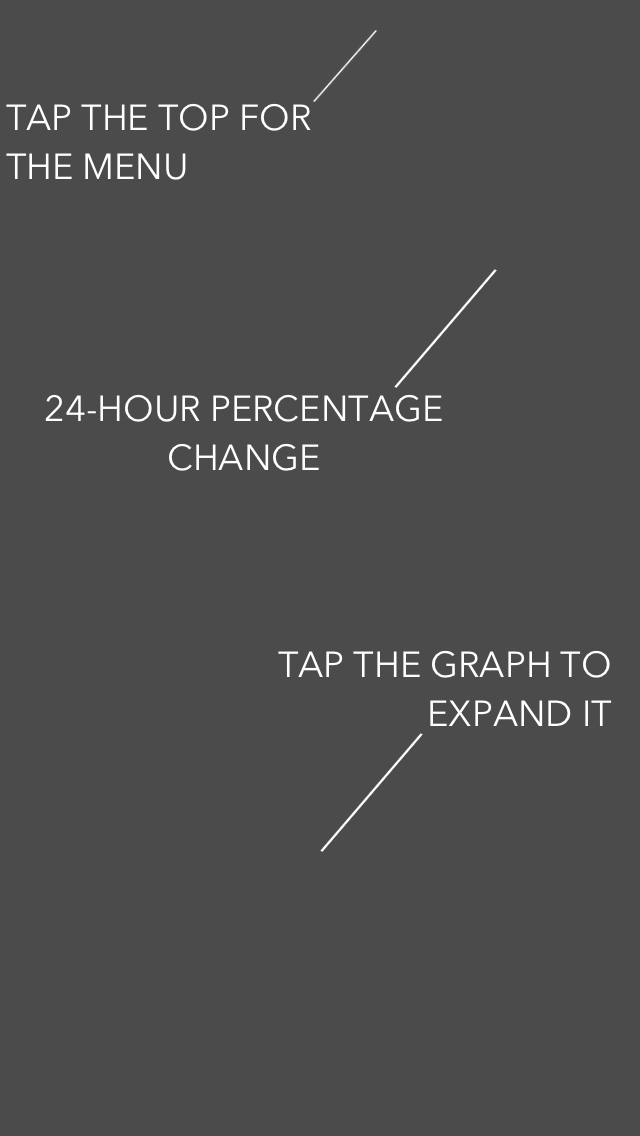 TAP THE TOP FOR
THE MENU
24-HOUR PERCENTAGE
CHANGE
TAP THE GRAPH TO
EXPAND IT